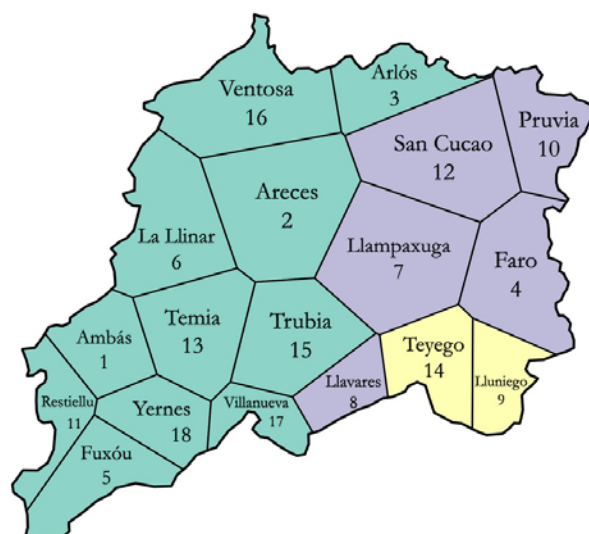 Arlós
3
Ventosa
16
Pruvia
10
San Cucao
12
Areces
2
La Llinar
6
Llampaxuga
7
Faro
4
Temia
13
Trubia
15
Ambás
1
Teyego
14
Lluniego
9
Llavares
8
Restiellu
11
Yernes
18
Villanueva
17
Fuxóu
5